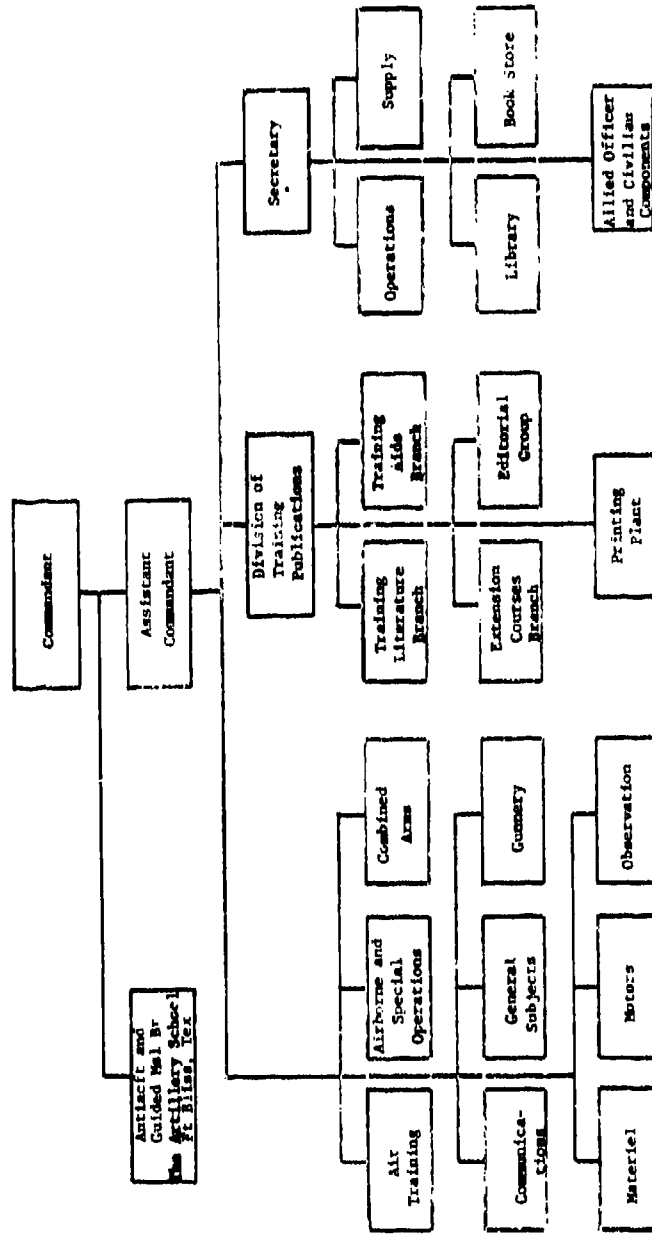 Commandant
Antiacft and
Guided Msl Br
The Artillery School
Ft Bliss, Tex
Assistant
Commandant
Division of
Training
Publications
Secretary
Air
Training
Airborne and
Special
Operations
Combined
Arms
Training
Literature
Branch
Training
Aids
Branch
Operations
Supply
Communica-
tions
General
Subjects
Gunnery
Extension
Courses
Branch
Editorial
Group
Library
Book store
Materiel
Motors
Observation
Printing
Plant
Allied Officer
and Civilian
Components